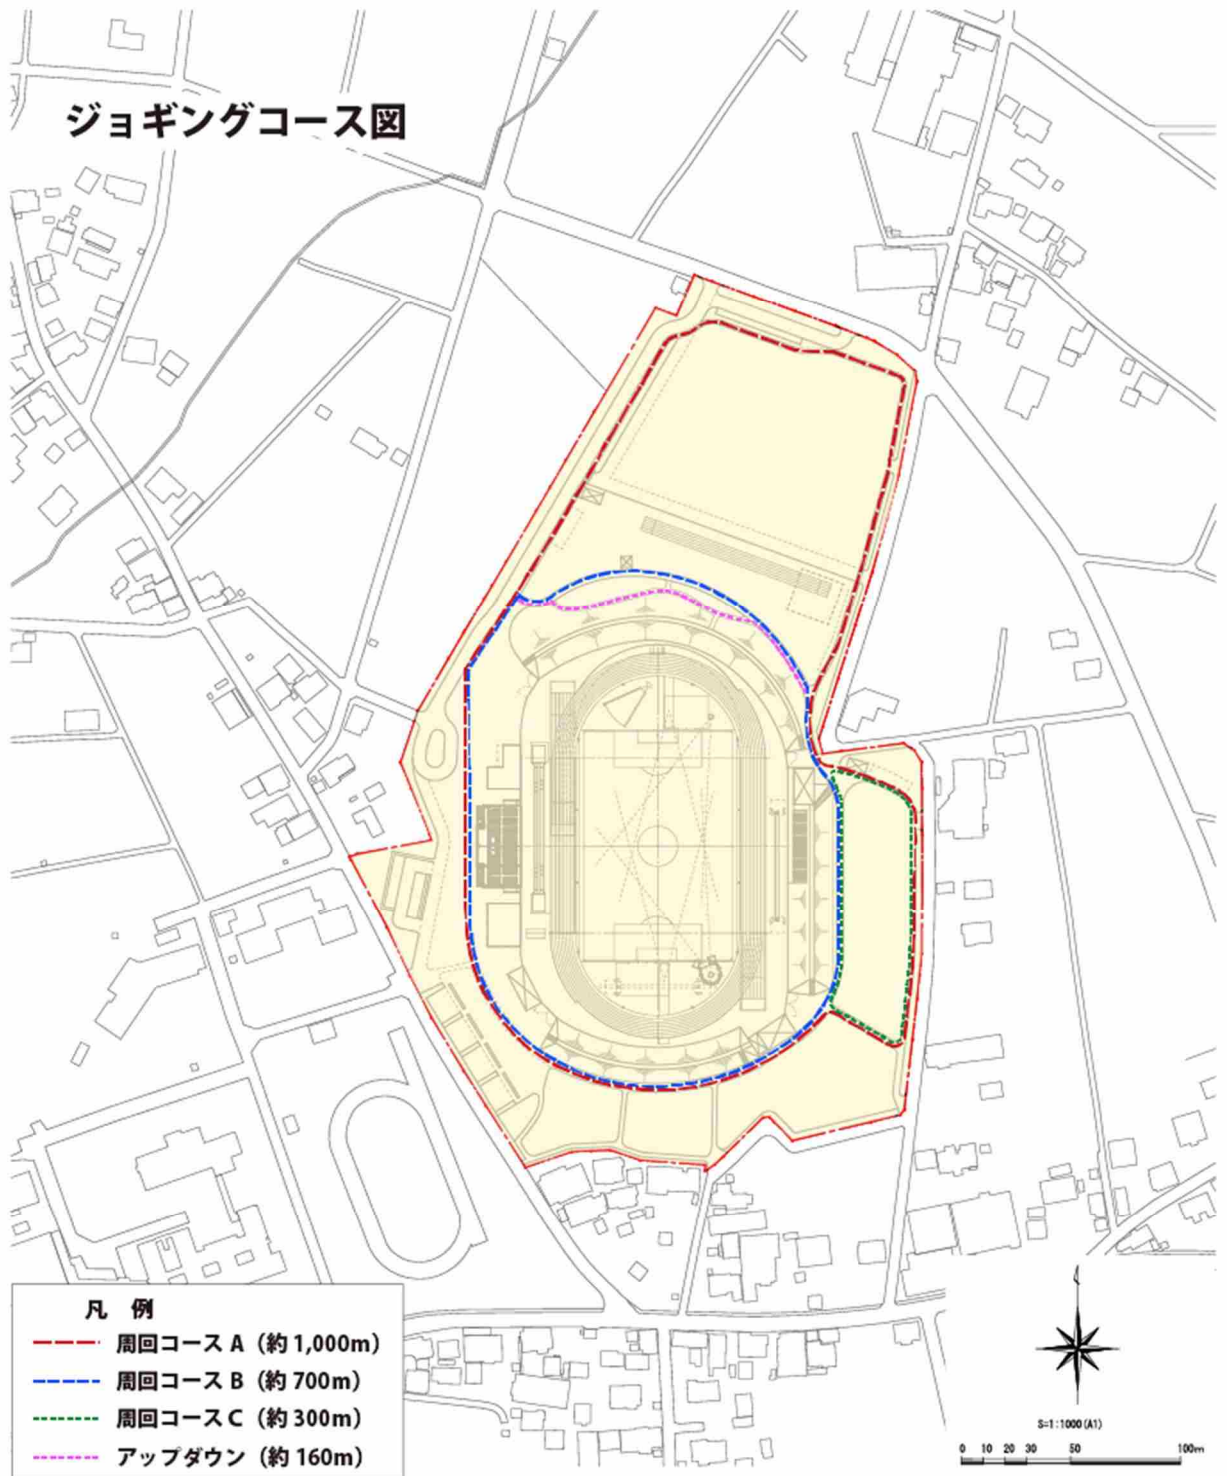 ジョギングコース図
凡 例
周回コース A（約 1,000m）
周回コース B（約 700m）
周回コース C（約 300m）
アップダウン（約 160m）
S=1:1000(A1)
0 10 20 30 50 100m